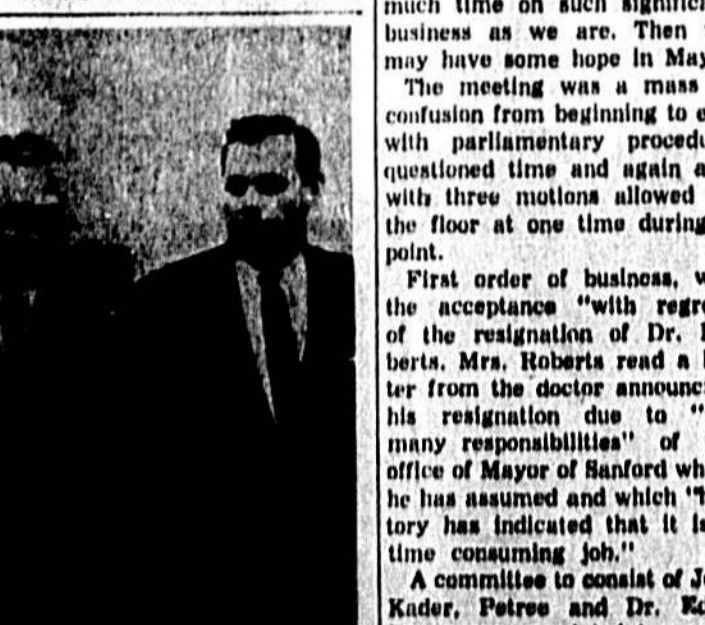 much time on such significa
business as we are. Then
may have some hope in May
The meeting was a mass
confusion from beginning to e
with parliamentary procedu
questioned time and again a
with three motions allowed
the floor at one time during
point.
First order of business, w
the acceptance "with regre
of the resignation of Dr.
berts. Mrs. Roberts read a l
ter from the doctor announc
his resignation due to "
many responsibilities" of
office of Mayor of Sanford wh
he has assumed and which "h
tory has indicated that it is
time consuming job."
A committee to consist of J
Kader, Petree and Dr. Ed